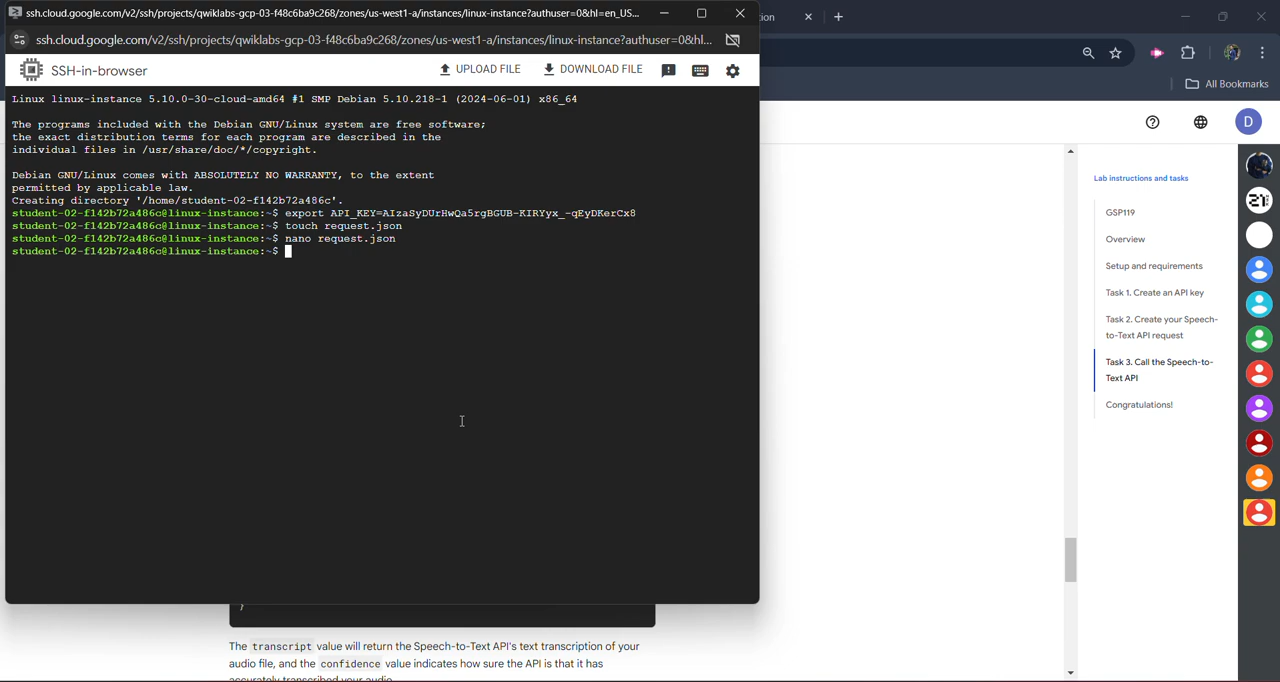 ssh.cloud.google.com/v2/ssh/projects/qwiklabs-gcp-03-f48c6ba9c268/zones/us-west1-a/instances/linux-instance?authuser=0&hl=en_US...
ion
ssh.cloud.google.com/v2/ssh/projects/qwiklabs-gcp-03-f48c6ba9c268/zones/us-west1-a/instances/linux-instance?authuser=0&hl...
All Bookmarks
SSH-in-browser
UPLOAD FILE
DOWNLOAD FILE
D
Linux linux-instance 5.10.0-30-cloud-amd64 #1 SMP Debian 5.10.218-1 (2024-06-01) x86_64
The programs included with the Debian GNU/Linux system are free software;
the exact distribution terms for each program are described in the
individual files in /usr/share/doc/*/copyright.
Debian GNU/Linux comes with ABSOLUTELY NO WARRANTY, to the extent
permitted by applicable law.
Creating directory '/home/student-02-f142b72a486c'.
student-02-f142b72a486c@linux-instance:~$ export API_KEY=AIzaSyDUrHwQa5rgBGUB-KIRYyx_-qEyDKerCx8
student-02-f142b72a486c@linux-instance:~$ touch request.json
student-02-f142b72a486c@linux-instance:~$ nano request.json
student-02-f142b72a486c@linux-instance:~$
Lab instructions and tasks
GSP119
Overview
Setup and requirements
Task 1. Create an API key
Task 2. Create your Speech-
to-Text API request
Task 3. Call the Speech-to-
Text API
Congratulations!
}
The transcript value will return the Speech-to-Text API's text transcription of your
audio file, and the confidence value indicates how sure the API is that it has
accurately transcribed your audio.